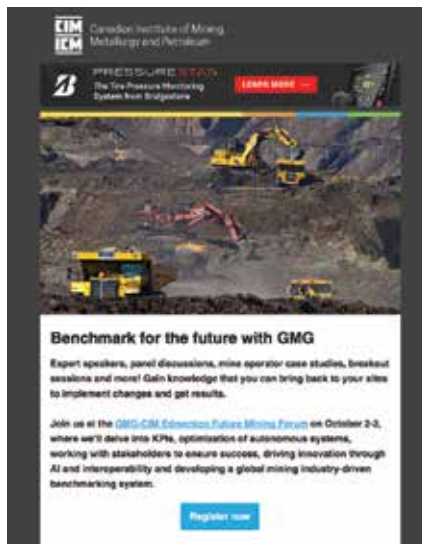 CIM
ICM
Canadian Institute of Mining,
Metallurgy and Petroleum
PRESSURE STAN
The Tire Pressure Monitoring
System from Bridgestone
LEARN MORE
Benchmark for the future with GMG
Expert speakers, panel discussions, mine operator case studies, breakout
sessions and more! Gain knowledge that you can bring back to your sites
to implement changes and get results.
Join us at the GMG-CIM Edmonton Future Mining Forum on October 2-3,
where we'll delve into KPIs, optimization of autonomous systems,
working with stakeholders to ensure success, driving innovation through
AI and interoperability and developing a global mining industry-driven
benchmarking system.
Register now